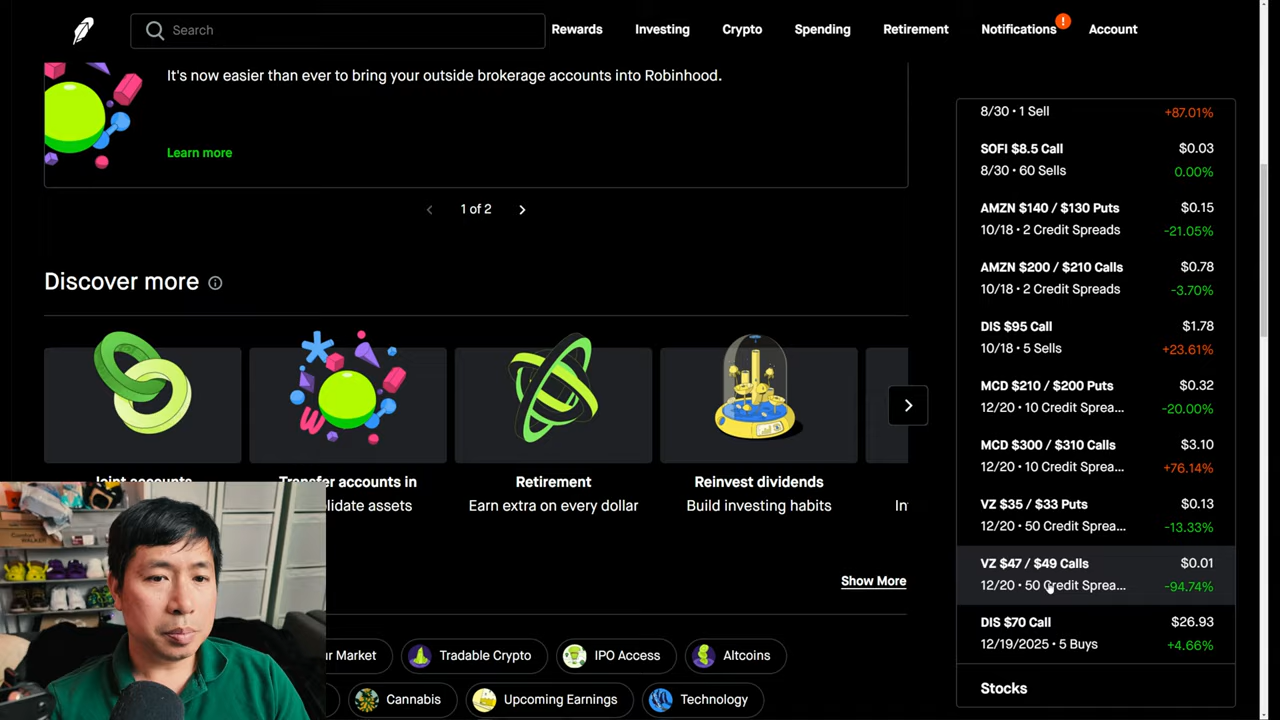 Search
Rewards
Investing
Crypto
Spending
Retirement
Notifications
!
Account
It's now easier than ever to bring your outside brokerage accounts into Robinhood.
Learn more
1 of 2
Discover more
Joint accounts
Transfer accounts in
Consolidate assets
Retirement
Earn extra on every dollar
Reinvest dividends
Build investing habits
In
Show More
ur Market
Tradable Crypto
IPO Access
Altcoins
Cannabis
Upcoming Earnings
Technology
8/30 • 1 Sell +87.01%
SOFI $8.5 Call $0.03
8/30 • 60 Sells 0.00%
AMZN $140 / $130 Puts $0.15
10/18 • 2 Credit Spreads -21.05%
AMZN $200 / $210 Calls $0.78
10/18 • 2 Credit Spreads -3.70%
DIS $95 Call $1.78
10/18 • 5 Sells +23.61%
MCD $210 / $200 Puts $0.32
12/20 • 10 Credit Sprea... -20.00%
MCD $300 / $310 Calls $3.10
12/20 • 10 Credit Sprea... +76.14%
VZ $35 / $33 Puts $0.13
12/20 • 50 Credit Sprea... -13.33%
VZ $47 / $49 Calls $0.01
12/20 • 50 Credit Sprea... -94.74%
DIS $70 Call $26.93
12/19/2025 • 5 Buys +4.66%
Stocks